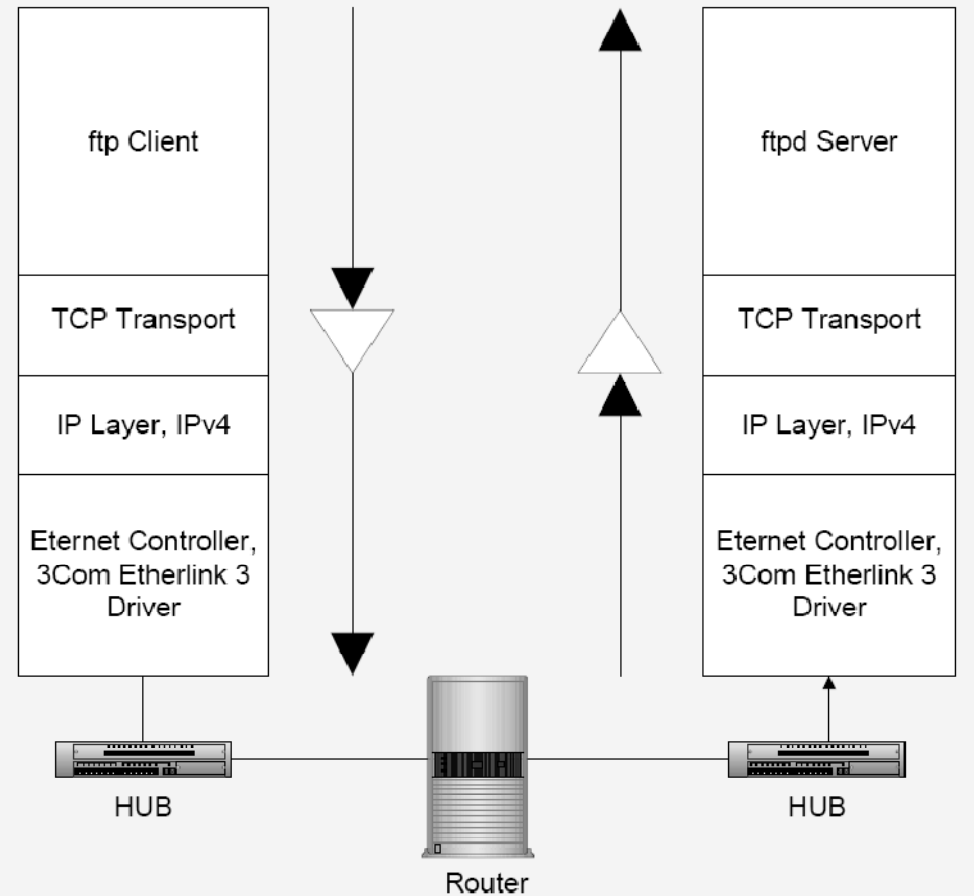 ftp Client
TCP Transport
IP Layer, IPv4
Eternet Controller,
3Com Etherlink 3
Driver
HUB
Router
ftpd Server
TCP Transport
IP Layer, IPv4
Eternet Controller,
3Com Etherlink 3
Driver
HUB